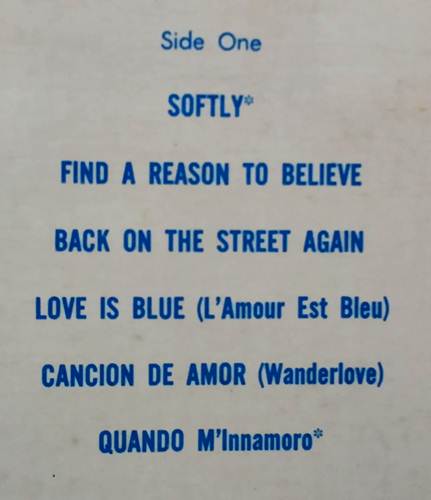 Side One
SOFTLY*
FIND A REASON TO BELIEVE
BACK ON THE STREET AGAIN
LOVE IS BLUE (L'Amour Est Bleu)
CANCION DE AMOR (Wanderlove)
QUANDO M'Innamoro*